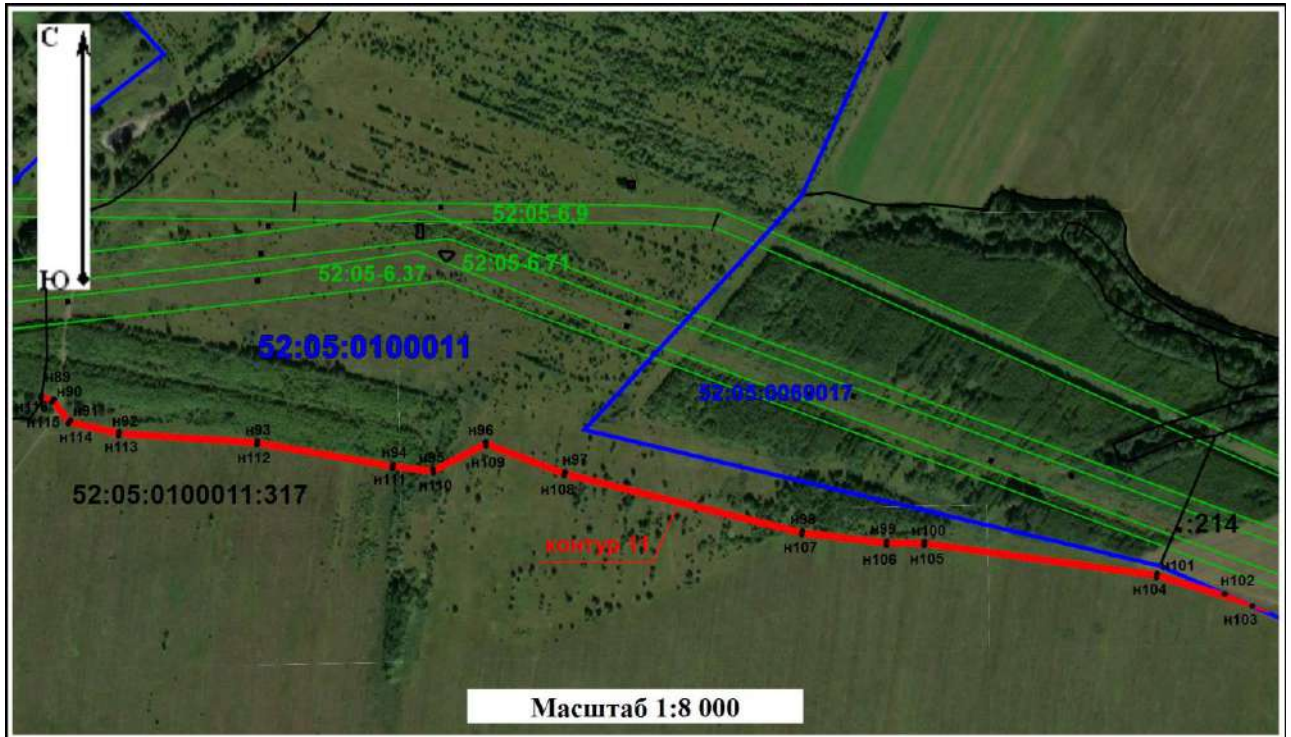 С
52:05-6.9
52:05-6.71
52:05-6.37
Ю
52:05:0100011
52:05:6069017
н89
н90
н115
н91
н114
н92
н113
н93
н112
н94
н111
н95
н110
н96
н109
н97
н108
52:05:0100011:317
контур 11
н98
н107
н99
н106
н100
н105
:214
н101
н104
н102
н103
Масштаб 1:8 000